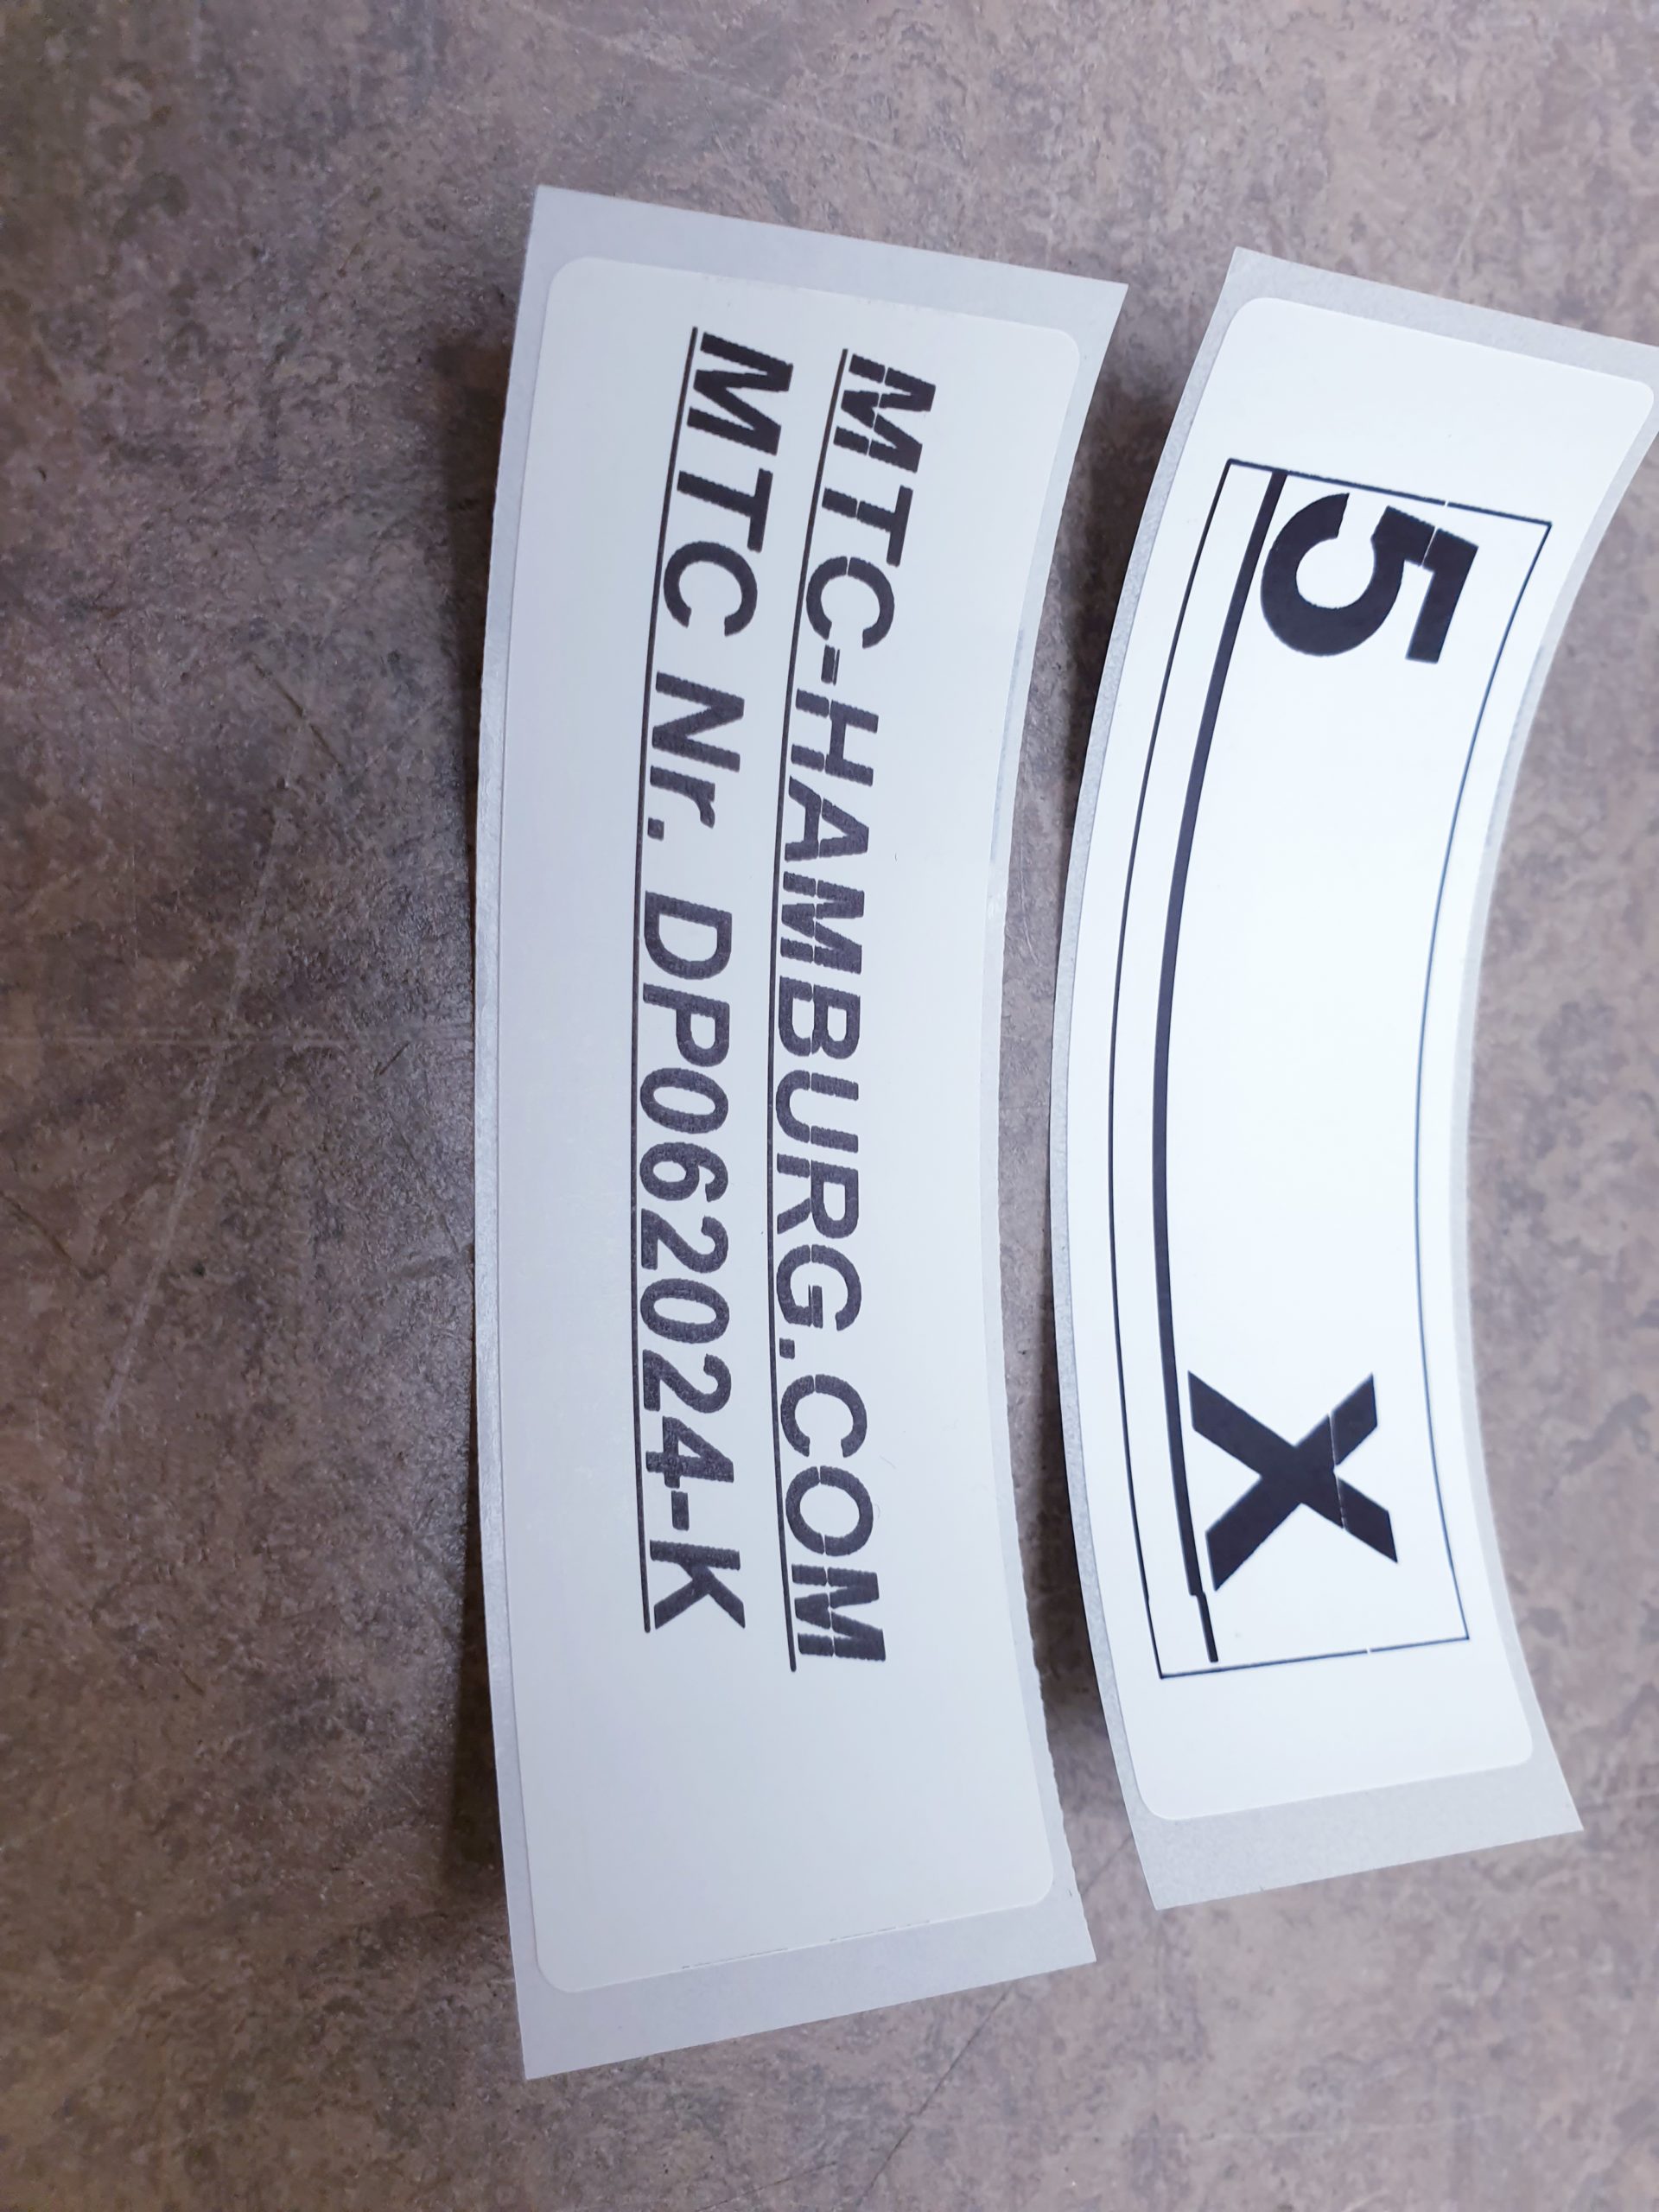 5 X
MTC-HAMBURG.COM
MTC Nr. DP062024-K